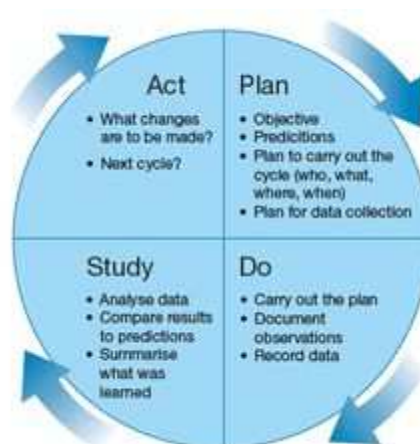 Act
• What changes
are to be made?
• Next cycle?
Plan
• Objective
• Predicitions
• Plan to carry out the
cycle (who, what,
where, when)
• Plan for data collection
Study
• Analyse data
• Compare results
to predictions
• Summarise
what was
learned
Do
• Carry out the plan
• Document
observations
• Record data